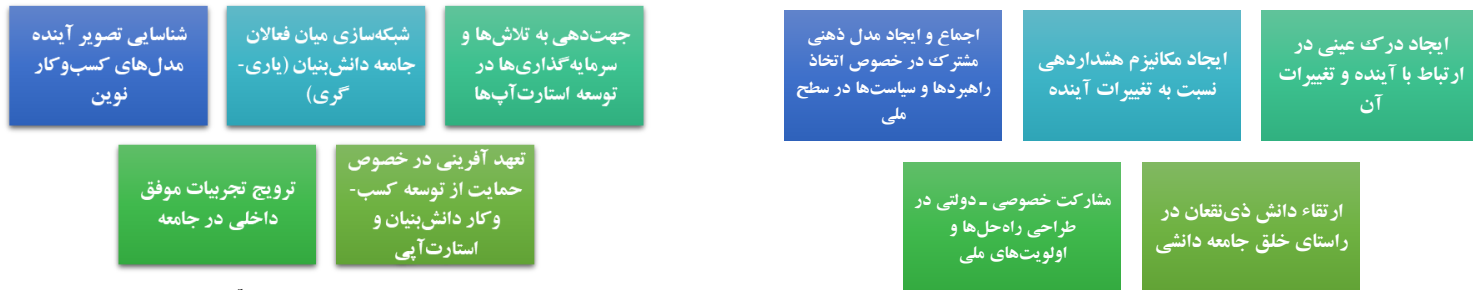 ایجاد درک عینی در
ارتباط با آینده و تغییرات
آن
ایجاد مکانیزم هشداردهی
نسبت به تغییرات آینده
اجماع و ایجاد مدل ذهنی
مشترک در خصوص اتخاذ
راهبردها و سیاست‌ها در سطح
ملی
ارتقاء دانش ذی‌نفعان در
راستای خلق جامعه دانشی
مشارکت خصوصی ـ دولتی در
طراحی راه‌حل‌ها و
اولویت‌های ملی
جهت‌دهی به تلاش‌ها و
سرمایه‌گذاری‌ها در
توسعه استارت‌آپ‌ها
شبکه‌سازی میان فعالان
جامعه دانش‌بنیان (یاری-
گری)
شناسایی تصویر آینده
مدل‌های کسب‌وکار
نوین
تعهد آفرینی در خصوص
حمایت از توسعه کسب-
وکار دانش‌بنیان و
استارت‌آپی
ترویج تجربیات موفق
داخلی در جامعه